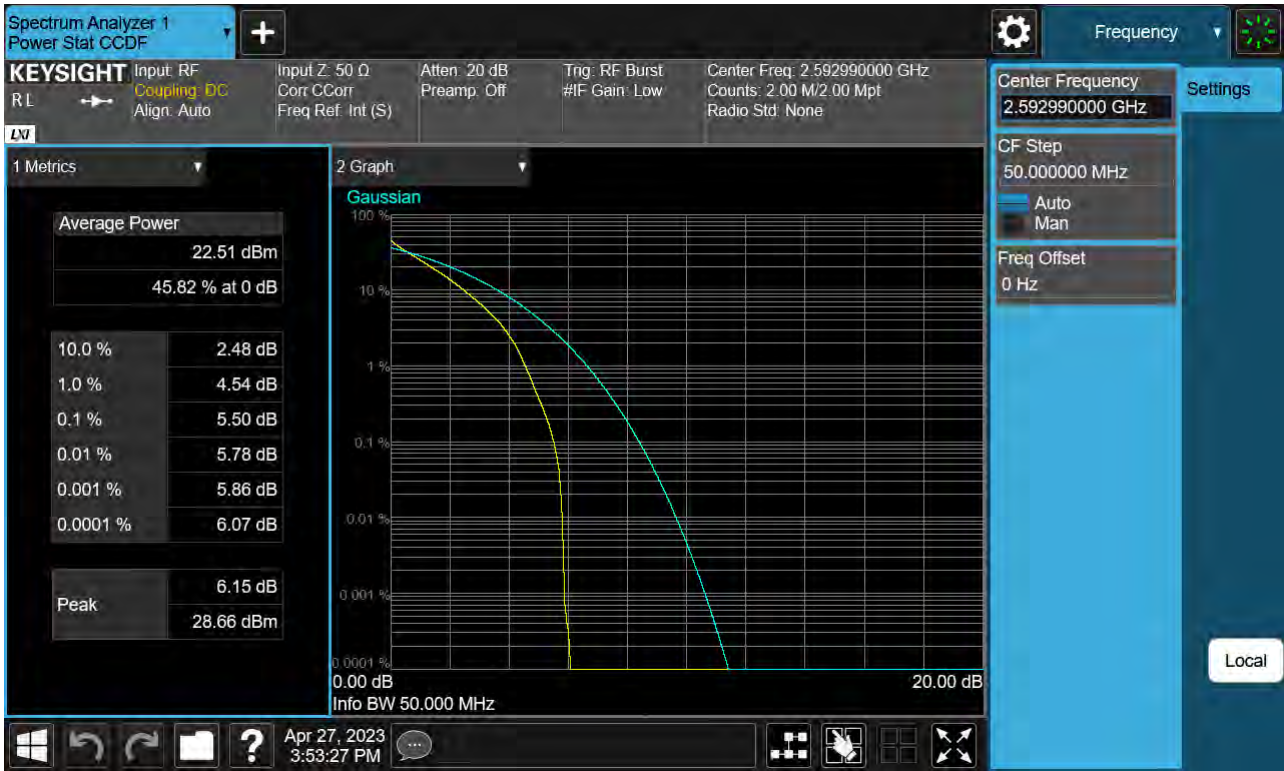 Spectrum Analyzer 1
Power Stat CCDF
+
Frequency
KEYSIGHT
RL
LXI
Input: RF
Coupling: DC
Align: Auto
Input Z: 50 Ω
Corr CCorr
Freq Ref: Int (S)
Atten: 20 dB
Preamp: Off
Trig: RF Burst
#IF Gain: Low
Center Freq: 2.592990000 GHz
Counts: 2.00 M/2.00 Mpt
Radio Std: None
Center Frequency
2.592990000 GHz
Settings
CF Step
50.000000 MHz
Auto
Man
Freq Offset
0 Hz
Local
1 Metrics
Average Power
22.51 dBm
45.82 % at 0 dB
10.0 % 2.48 dB
1.0 % 4.54 dB
0.1 % 5.50 dB
0.01 % 5.78 dB
0.001 % 5.86 dB
0.0001 % 6.07 dB
Peak
6.15 dB
28.66 dBm
2 Graph
Gaussian
100 %
10 %
1 %
0.1 %
0.01 %
0.001 %
0.0001 %
0.00 dB 20.00 dB
Info BW 50.000 MHz
?
Apr 27, 2023
3:53:27 PM